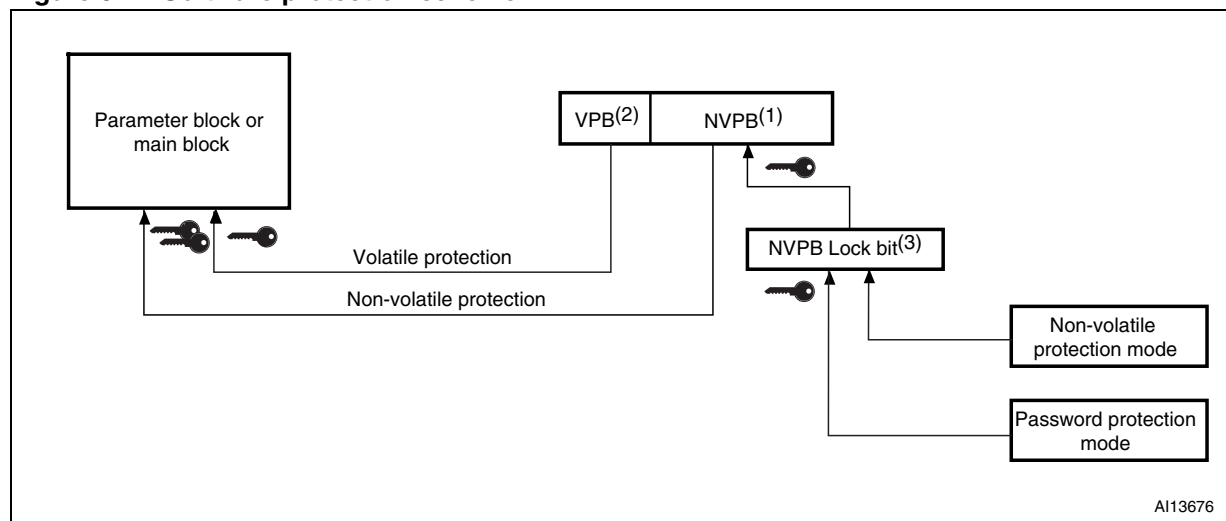 Parameter block or
main block
VPB(2)
NVPB(1)
NVPB Lock bit(3)
Volatile protection
Non-volatile protection
Non-volatile
protection mode
Password protection
mode
AI13676